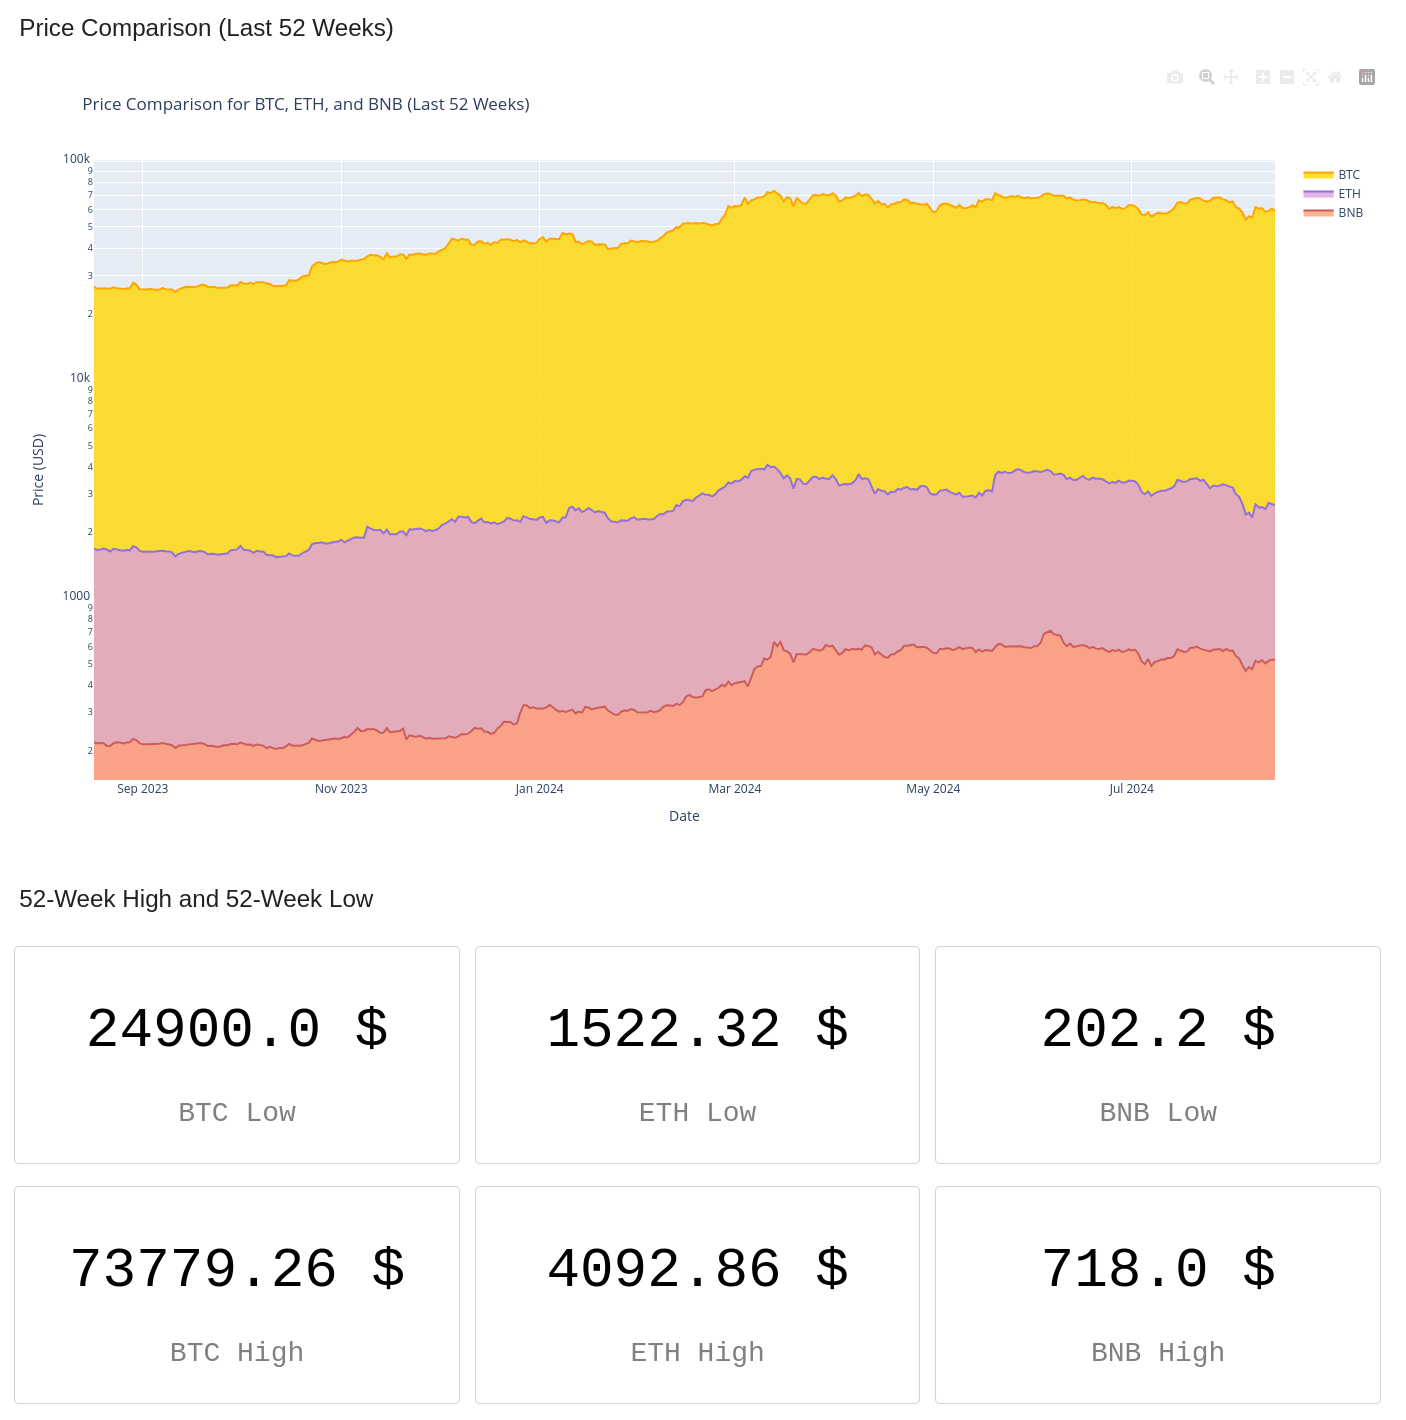 Price Comparison (Last 52 Weeks)
Price Comparison for BTC, ETH, and BNB (Last 52 Weeks)
100k
9
8
7
6
5
4
3
2
10k
9
8
7
6
5
4
3
2
1000
9
8
7
6
5
4
3
2
Price (USD)
BTC
ETH
BNB
Sep 2023 Nov 2023 Jan 2024 Mar 2024 May 2024 Jul 2024
Date
52-Week High and 52-Week Low
24900.0 $ 1522.32 $ 202.2 $
BTC Low ETH Low BNB Low
73779.26 $ 4092.86 $ 718.0 $
BTC High ETH High BNB High